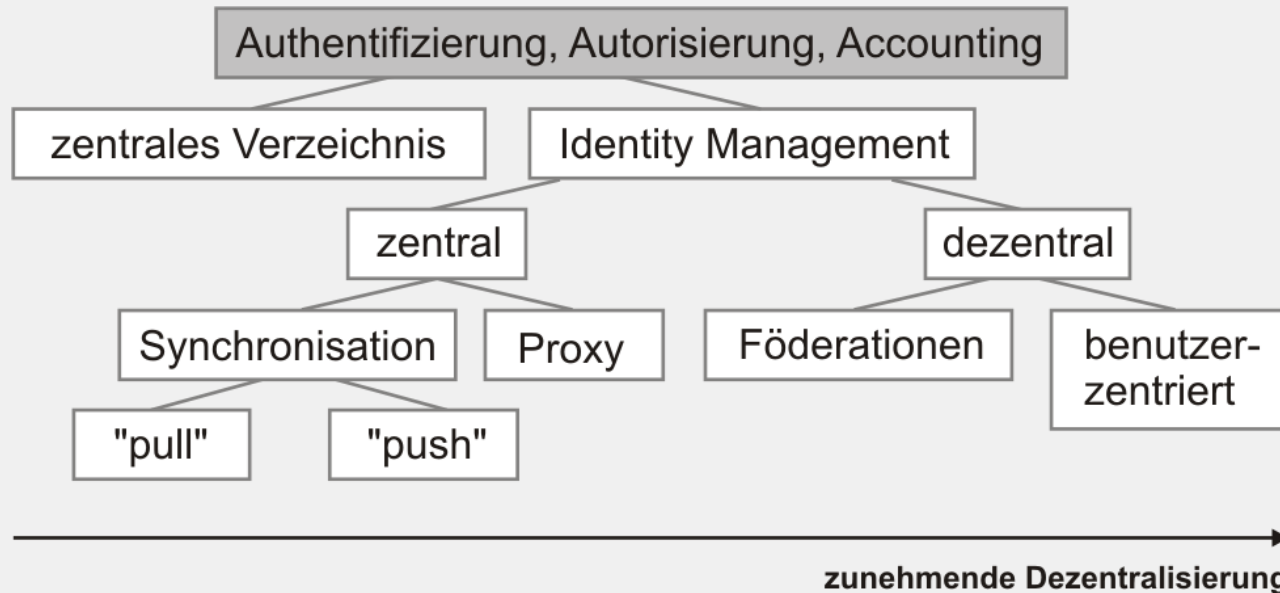 Authentifizierung, Autorisierung, Accounting
zentrales Verzeichnis
Identity Management
zentral
dezentral
Synchronisation
Proxy
Föderationen
benutzer-
zentriert
"pull"
"push"
zunehmende Dezentralisierung